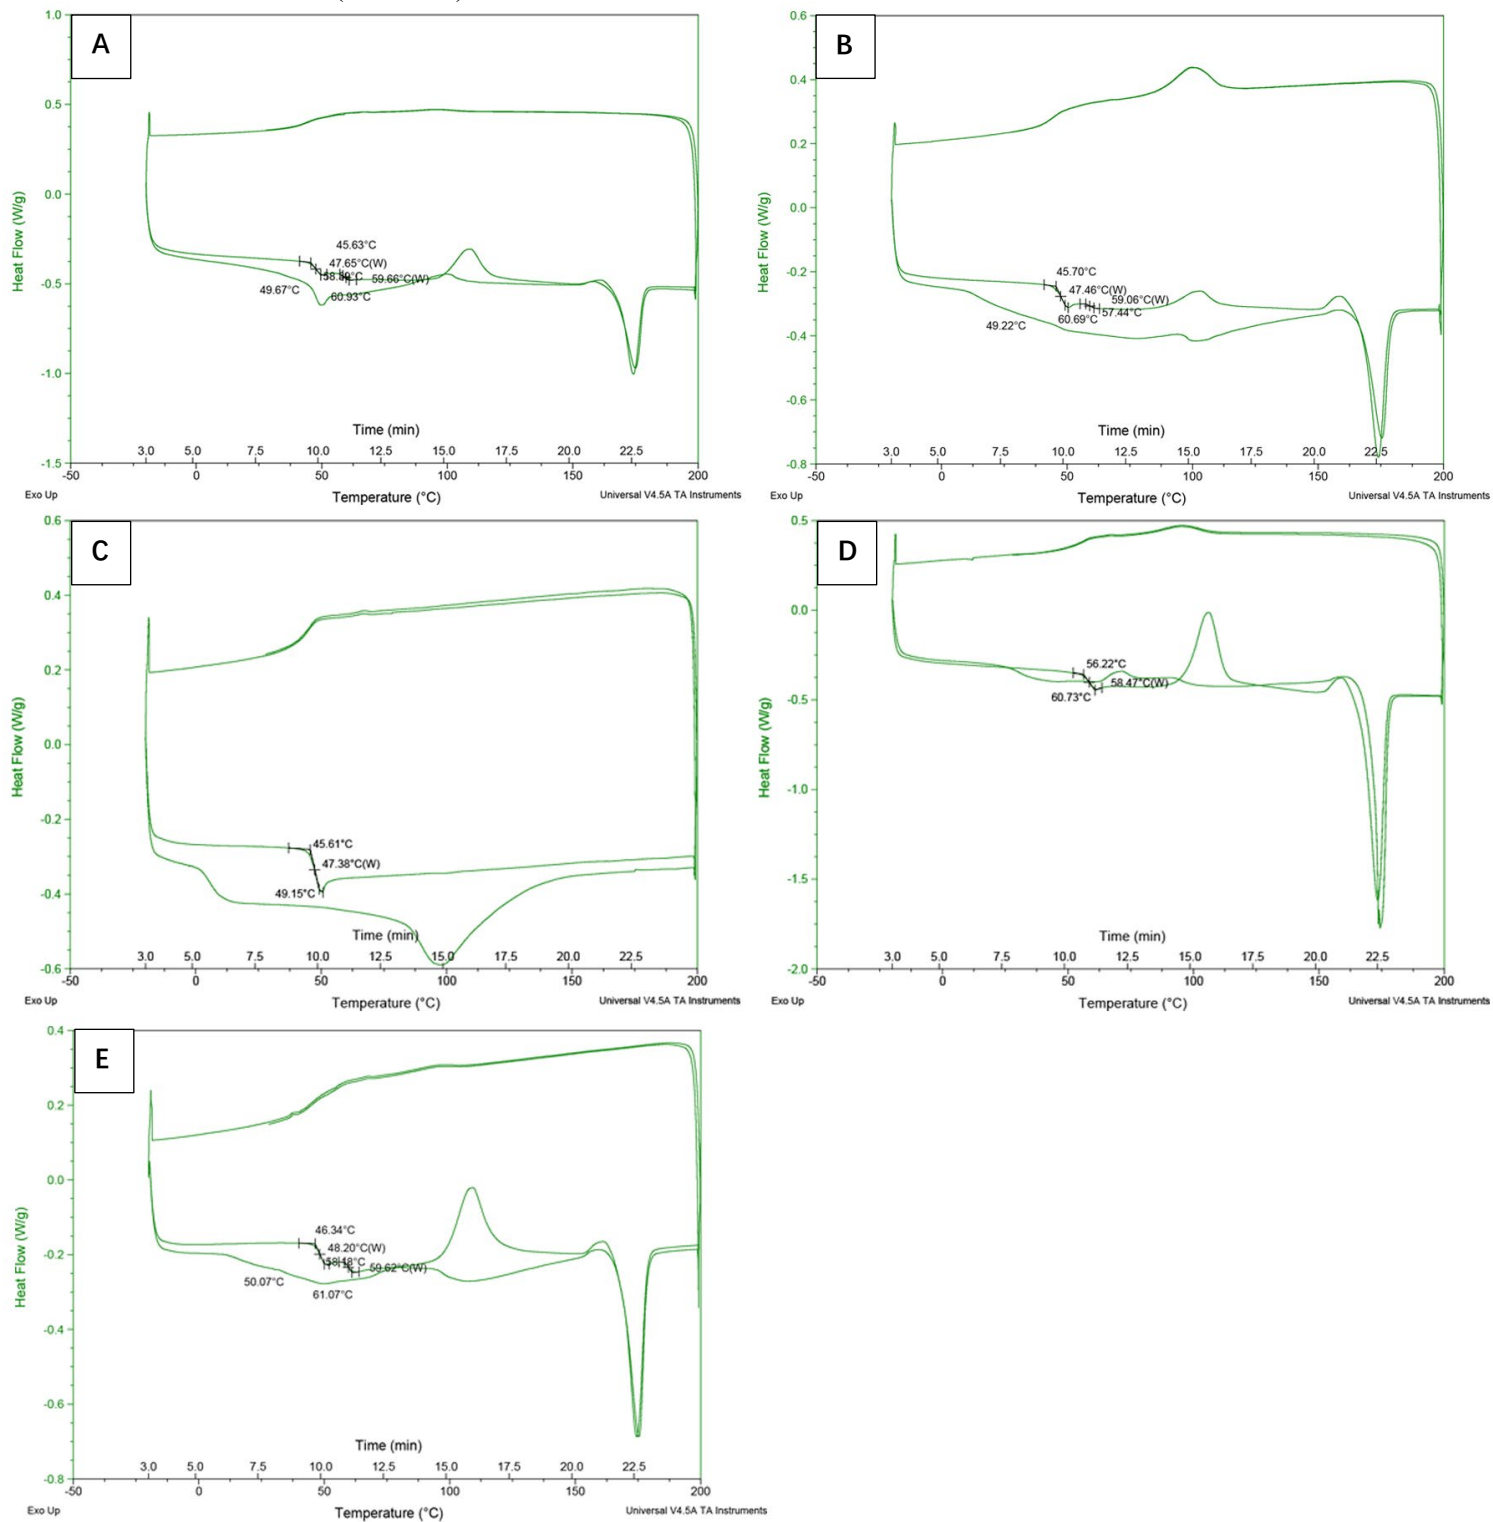 A
1.0
0.5
0.0
-0.5
-1.0
-1.5
Heat Flow (W/g)
45.63°C
47.65°C(W)
59.66°C(W)
49.67°C
60.93°C
Time (min)
3.0 5.0 7.5 10.0 12.5 15.0 17.5 20.0 22.5
-50 0 50 100 150 200
Exo Up
Temperature (°C)
Universal V4.5A TA Instruments
B
0.6
0.4
0.2
0.0
-0.2
-0.4
-0.6
-0.8
Heat Flow (W/g)
45.70°C
47.46°C(W)
59.06°C(W)
57.44°C
60.69°C
49.22°C
Time (min)
3.0 5.0 7.5 10.0 12.5 15.0 17.5 20.0 22.5
-50 0 50 100 150 200
Exo Up
Temperature (°C)
Universal V4.5A TA Instruments
C
0.6
0.4
0.2
0.0
-0.2
-0.4
-0.6
Heat Flow (W/g)
45.61°C
47.38°C(W)
49.15°C
Time (min)
3.0 5.0 7.5 10.0 12.5 15.0 17.5 20.0 22.5
-50 0 50 100 150 200
Exo Up
Temperature (°C)
Universal V4.5A TA Instruments
D
0.5
0.0
-0.5
-1.0
-1.5
-2.0
Heat Flow (W/g)
56.22°C
58.47°C(W)
60.73°C
Time (min)
3.0 5.0 7.5 10.0 12.5 15.0 17.5 20.0 22.5
-50 0 50 100 150 200
Exo Up
Temperature (°C)
Universal V4.5A TA Instruments
E
0.4
0.2
0.0
-0.2
-0.4
-0.6
-0.8
Heat Flow (W/g)
46.34°C
48.20°C(W)
59.62°C(W)
50.07°C
61.07°C
Time (min)
3.0 5.0 7.5 10.0 12.5 15.0 17.5 20.0 22.5
-50 0 50 100 150 200
Exo Up
Temperature (°C)
Universal V4.5A TA Instruments